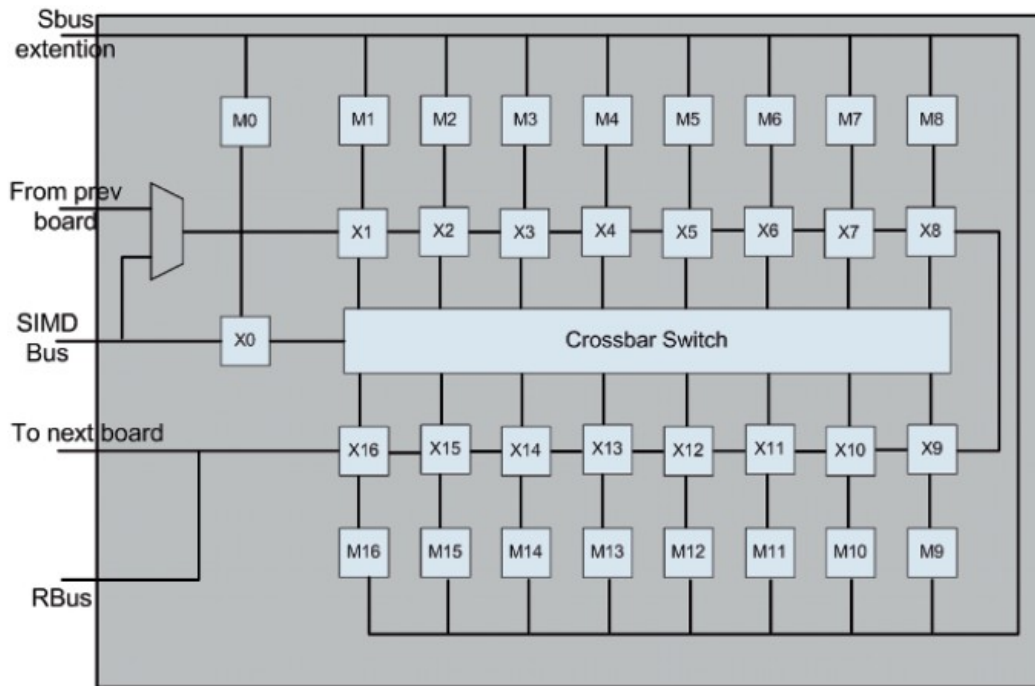 Sbus
extention
M0
M1 M2 M3 M4 M5 M6 M7 M8
From prev
board
X1 X2 X3 X4 X5 X6 X7 X8
SIMD
Bus
X0
Crossbar Switch
To next board
X16 X15 X14 X13 X12 X11 X10 X9
M16 M15 M14 M13 M12 M11 M10 M9
RBus